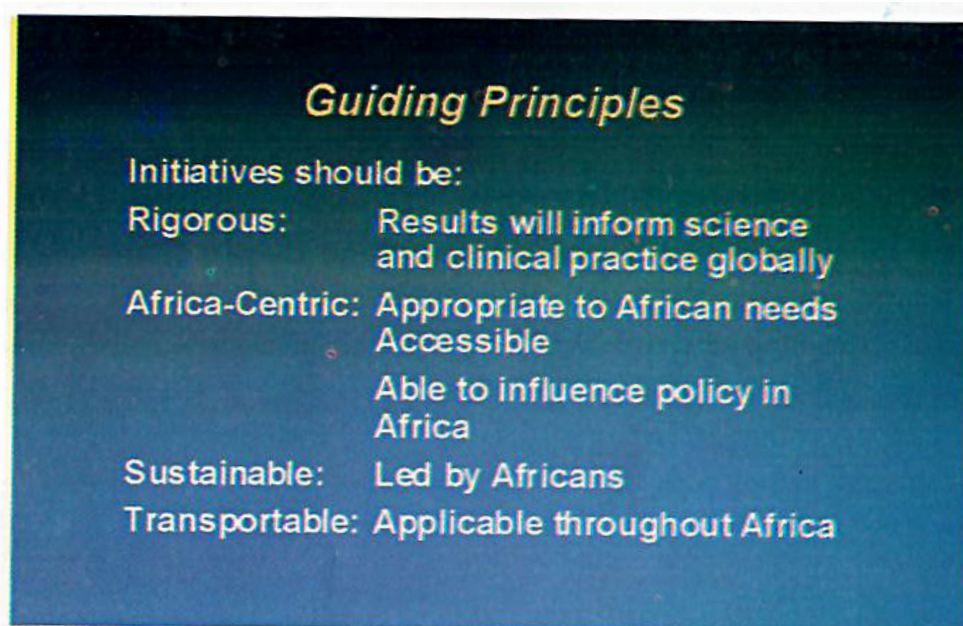 Guiding Principles
Initiatives should be:
Rigorous: Results will inform science
and clinical practice globally
Africa-Centric: Appropriate to African needs
Accessible
Able to influence policy in
Africa
Sustainable: Led by Africans
Transportable: Applicable throughout Africa